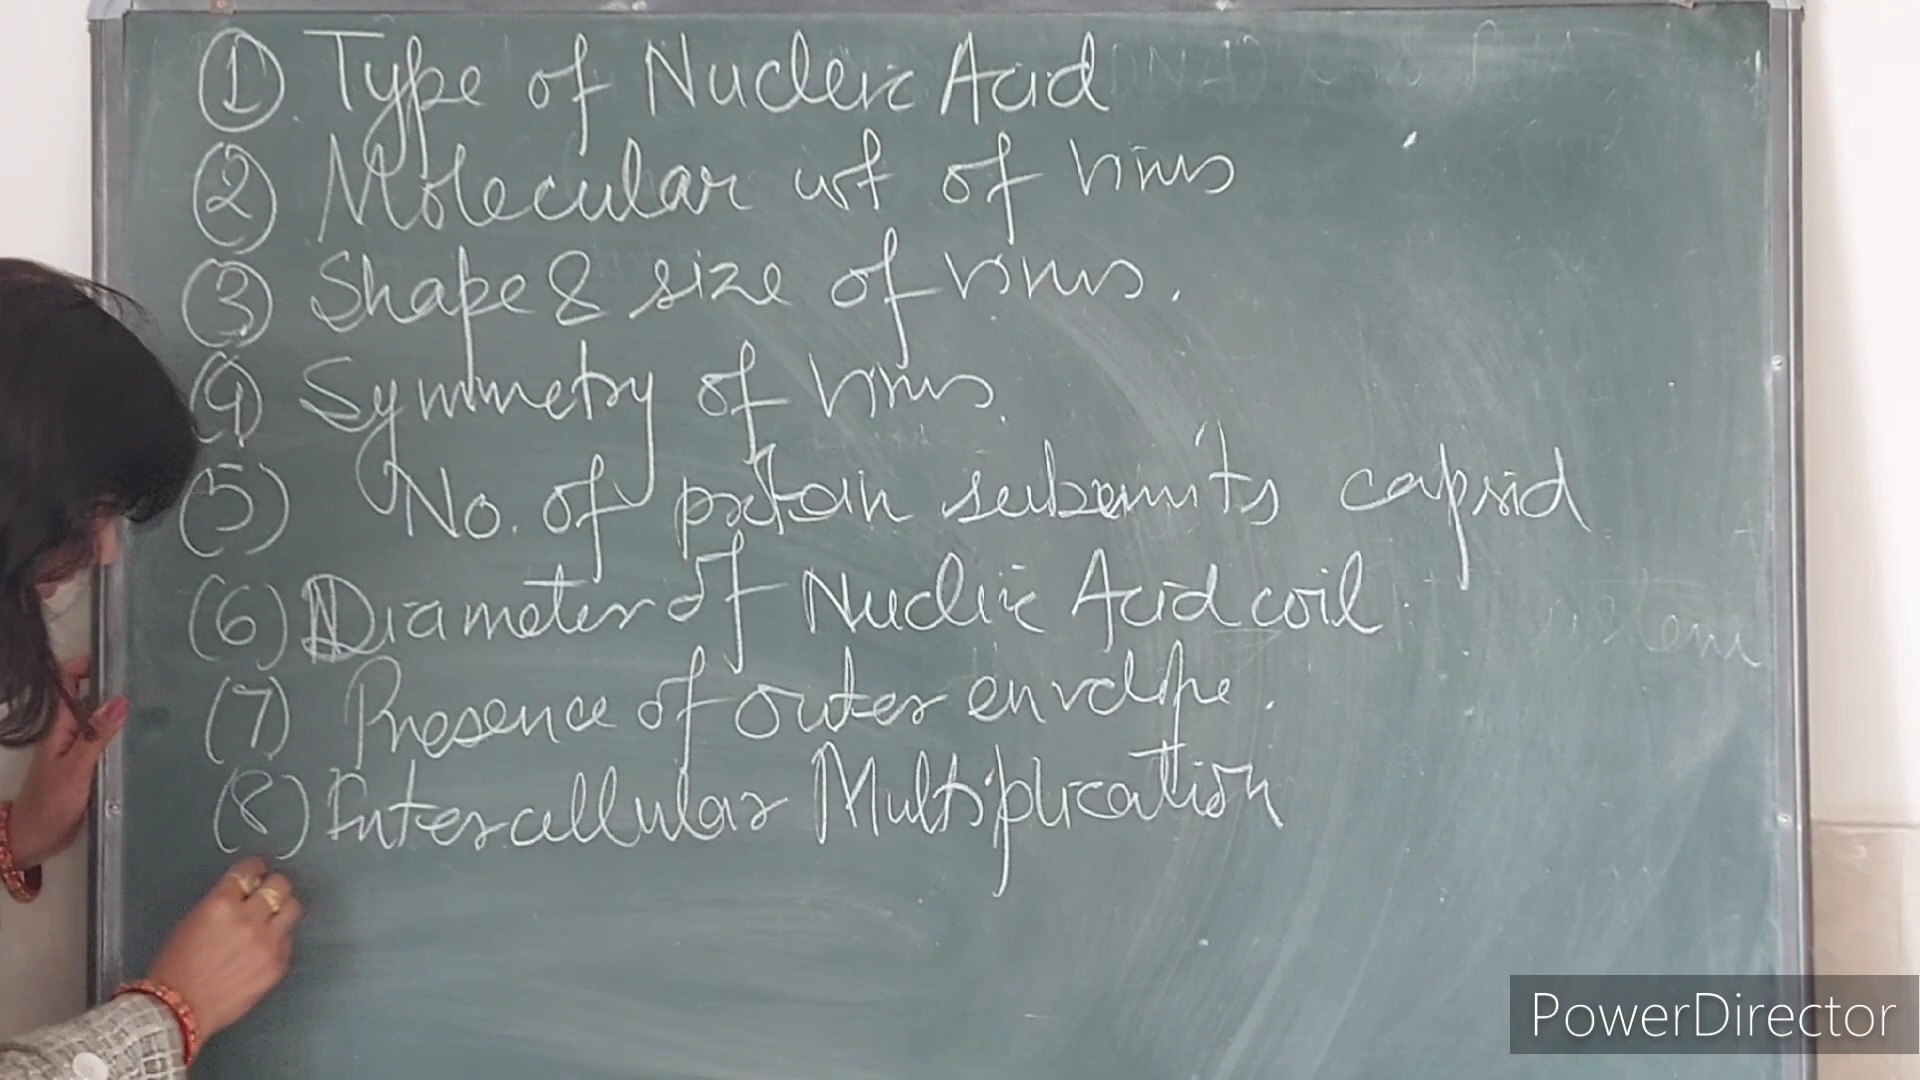 ① Type of Nucleic Acid
② Molecular wt of virus
③ Shape & size of virus.
④ Symmetry of virus.
(5) No. of protein subunits capsid
(6) Diameter of Nucleic Acid coil
(7) Presence of outer envelope.
(8) Intercellular Multiplication
PowerDirector